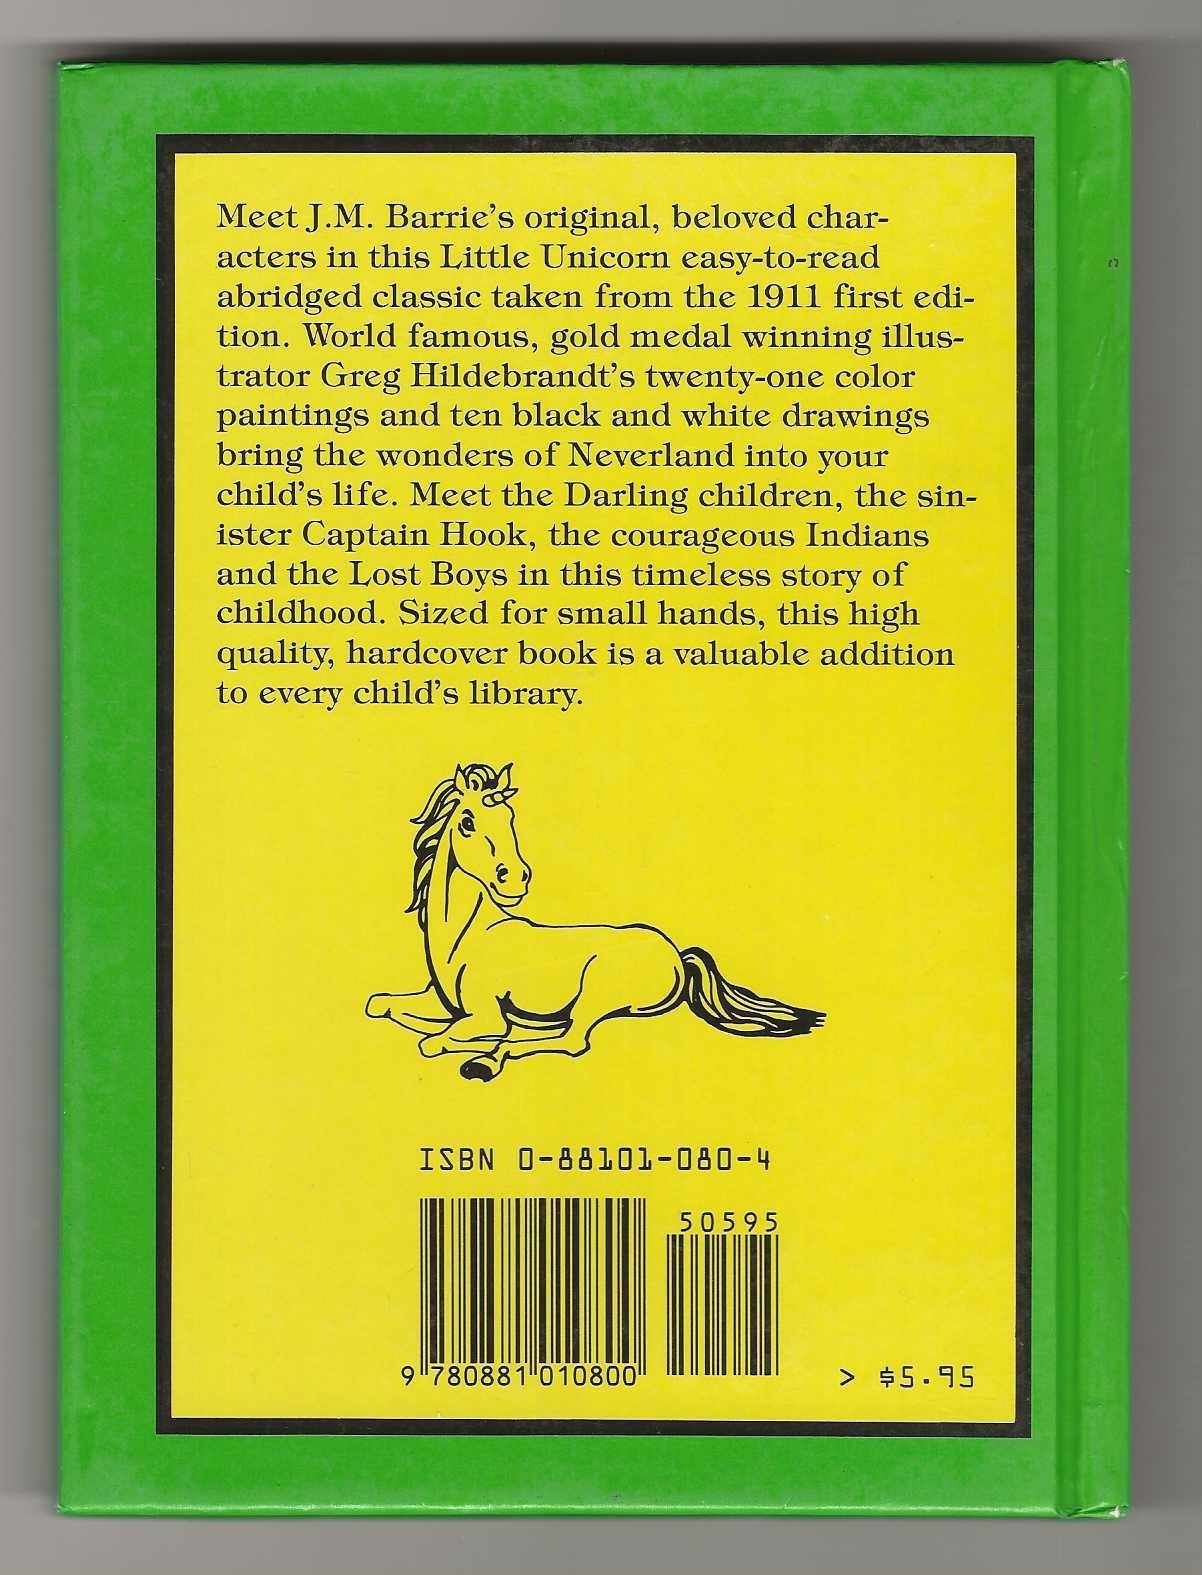 Meet J.M. Barrie's original, beloved char-
acters in this Little Unicorn easy-to-read
abridged classic taken from the 1911 first edi-
tion. World famous, gold medal winning illus-
trator Greg Hildebrandt's twenty-one color
paintings and ten black and white drawings
bring the wonders of Neverland into your
child's life. Meet the Darling children, the sin-
ister Captain Hook, the courageous Indians
and the Lost Boys in this timeless story of
childhood. Sized for small hands, this high
quality, hardcover book is a valuable addition
to every child's library.
ISBN 0-88101-080-4
50595
9 780881 010800
> $5.95